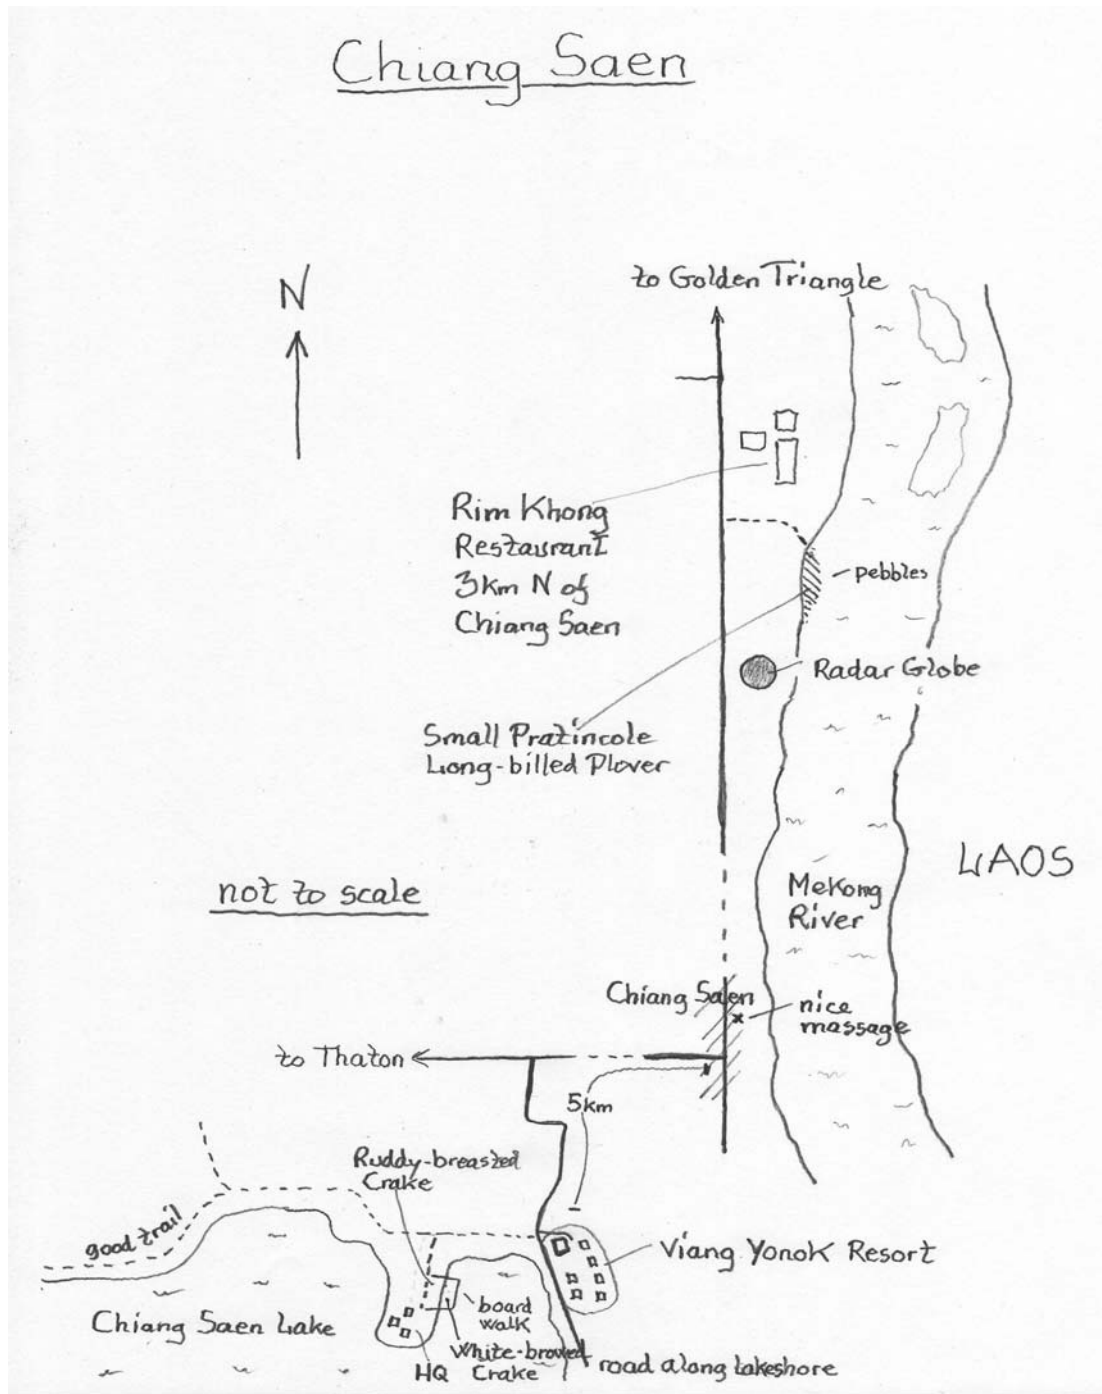 Chiang Saen
N
to Golden Triangle
Rim Khong
Restaurant
3km N of
Chiang Saen
pebbles
Radar Globe
Small Pratincole
Long-billed Plover
LAOS
not to scale
Mekong
River
Chiang Saen
nice
massage
to Thaton
5km
Ruddy-breasted
Crake
good trail
Viang Yonok Resort
Chiang Saen Lake
board
walk
White-browed
Crake
HQ
road along lakeshore